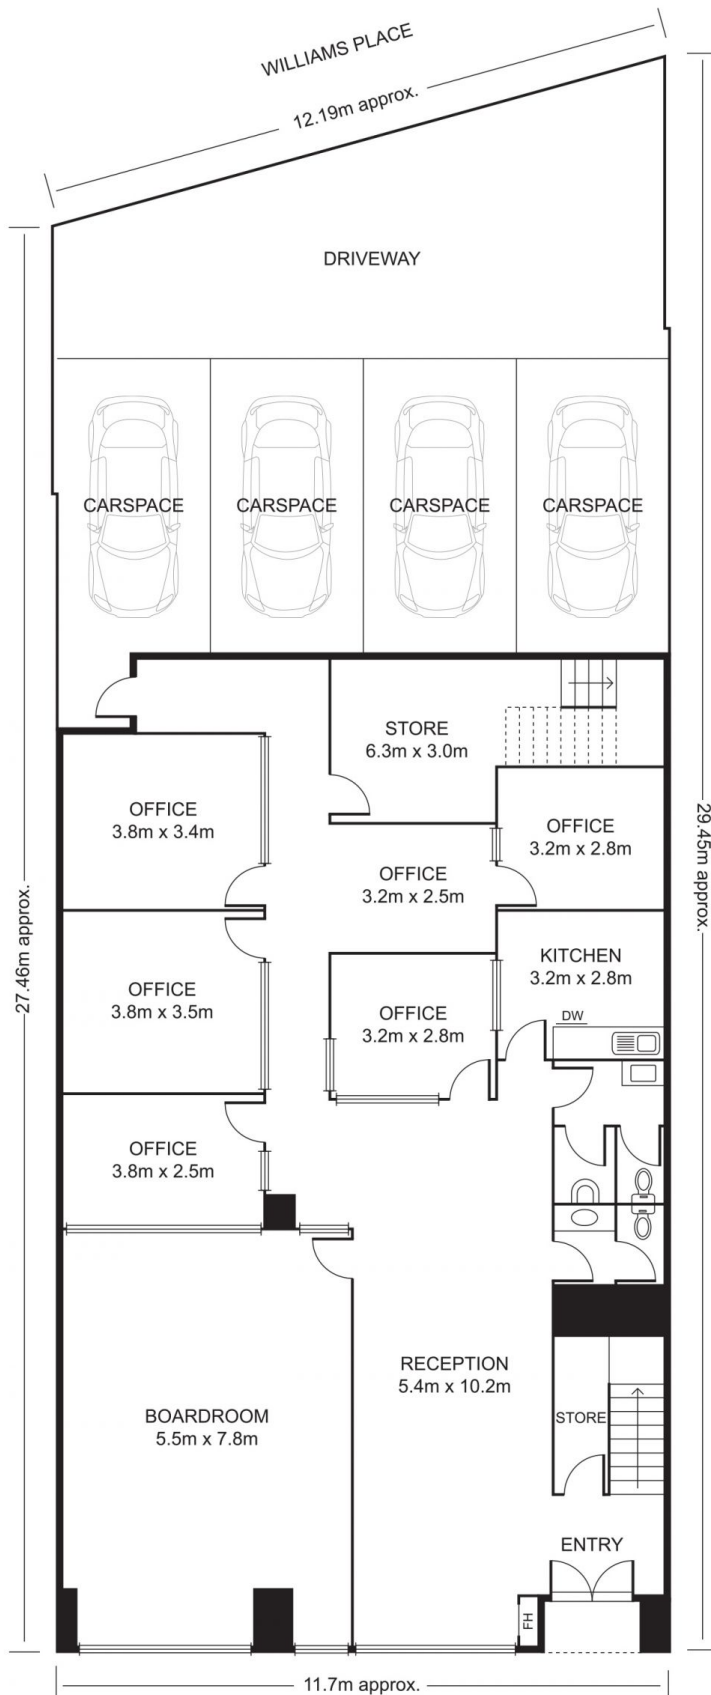 WILLIAMS PLACE
12.19m approx.
DRIVEWAY
CARSPACE
CARSPACE
CARSPACE
CARSPACE
STORE
6.3m x 3.0m
OFFICE
3.8m x 3.4m
OFFICE
3.2m x 2.8m
OFFICE
3.2m x 2.5m
29.45m approx.
27.46m approx.
KITCHEN
3.2m x 2.8m
DW
OFFICE
3.8m x 3.5m
OFFICE
3.2m x 2.8m
OFFICE
3.8m x 2.5m
RECEPTION
5.4m x 10.2m
BOARDROOM
5.5m x 7.8m
STORE
ENTRY
FH
11.7m approx.